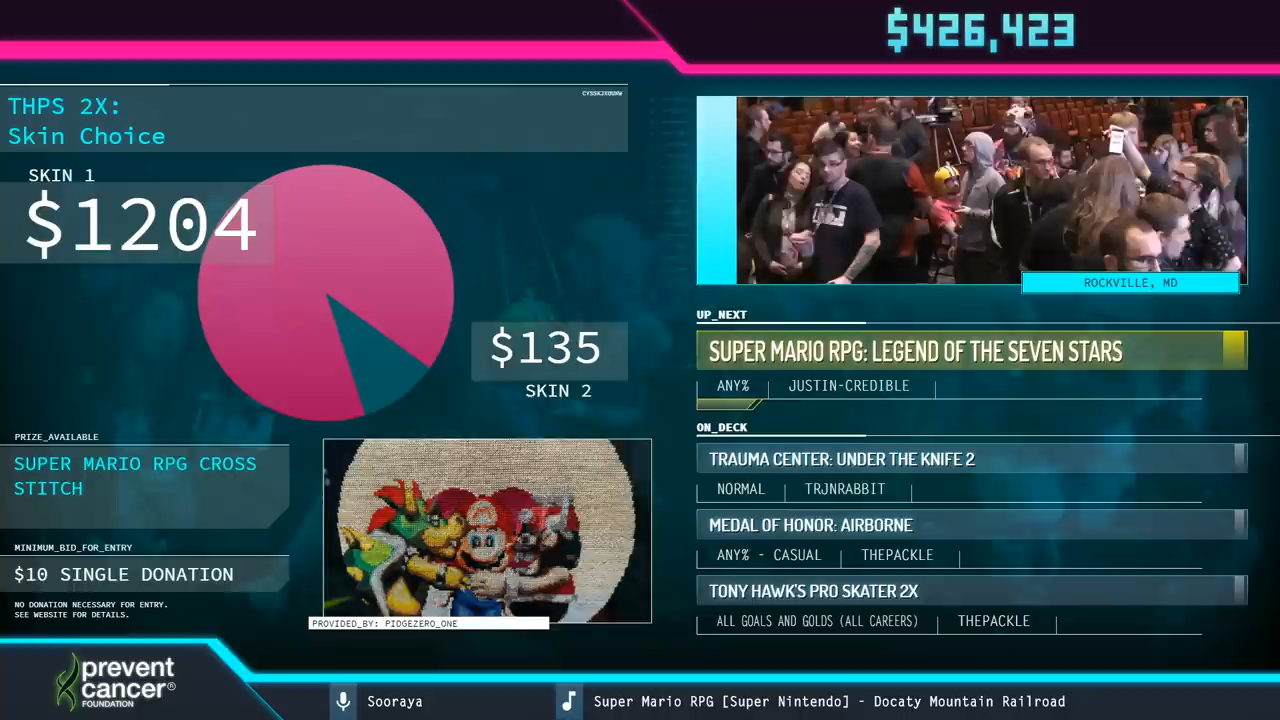 $426,423
THPS 2X:
Skin Choice
SKIN 1
$1204
$135
SKIN 2
PRIZE_AVAILABLE
SUPER MARIO RPG CROSS
STITCH
MINIMUM_BID_FOR_ENTRY
$10 SINGLE DONATION
NO DONATION NECESSARY FOR ENTRY.
SEE WEBSITE FOR DETAILS.
PROVIDED_BY: PIDGEZERO_ONE
ROCKVILLE, MD
UP_NEXT
SUPER MARIO RPG: LEGEND OF THE SEVEN STARS
ANY% JUSTIN-CREDIBLE
ON_DECK
TRAUMA CENTER: UNDER THE KNIFE 2
NORMAL TRJNRABBIT
MEDAL OF HONOR: AIRBORNE
ANY% - CASUAL THEPACKLE
TONY HAWK'S PRO SKATER 2X
ALL GOALS AND GOLDS (ALL CAREERS) THEPACKLE
prevent
cancer®
FOUNDATION
Sooraya
Super Mario RPG [Super Nintendo] - Docaty Mountain Railroad